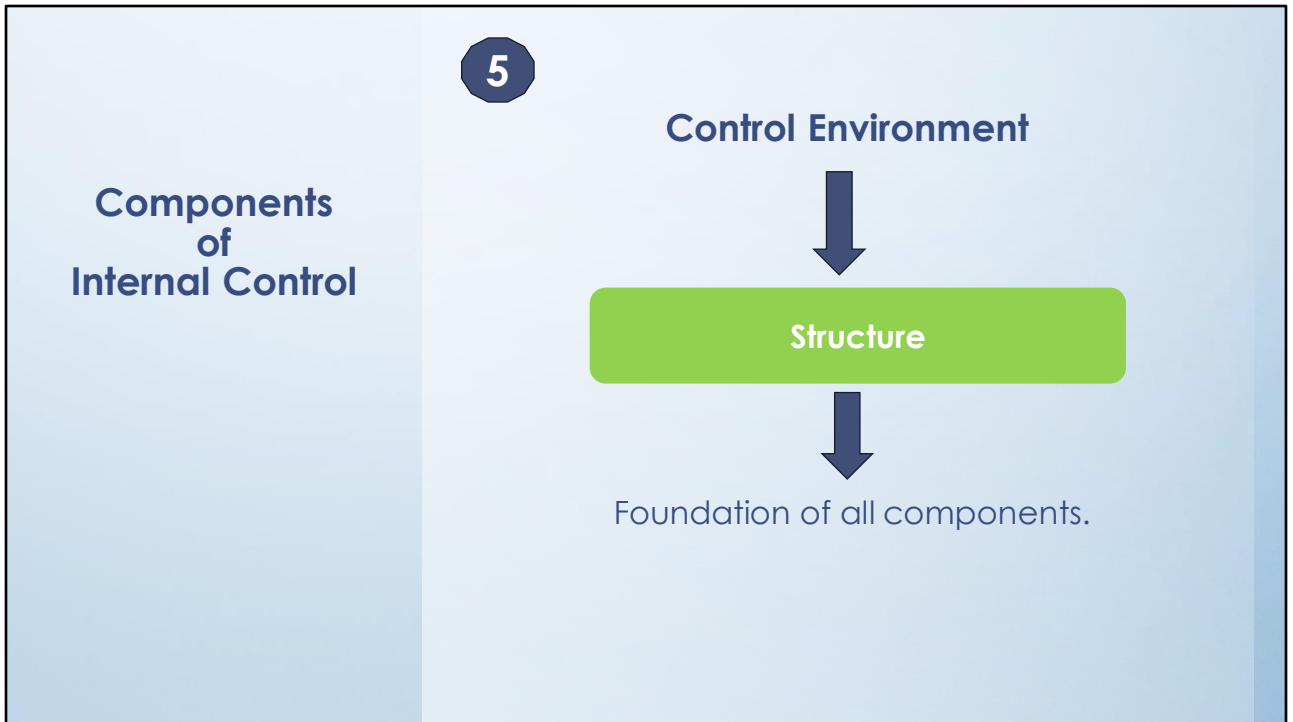 Components
of
Internal Control
5
Control Environment
Structure
Foundation of all components.